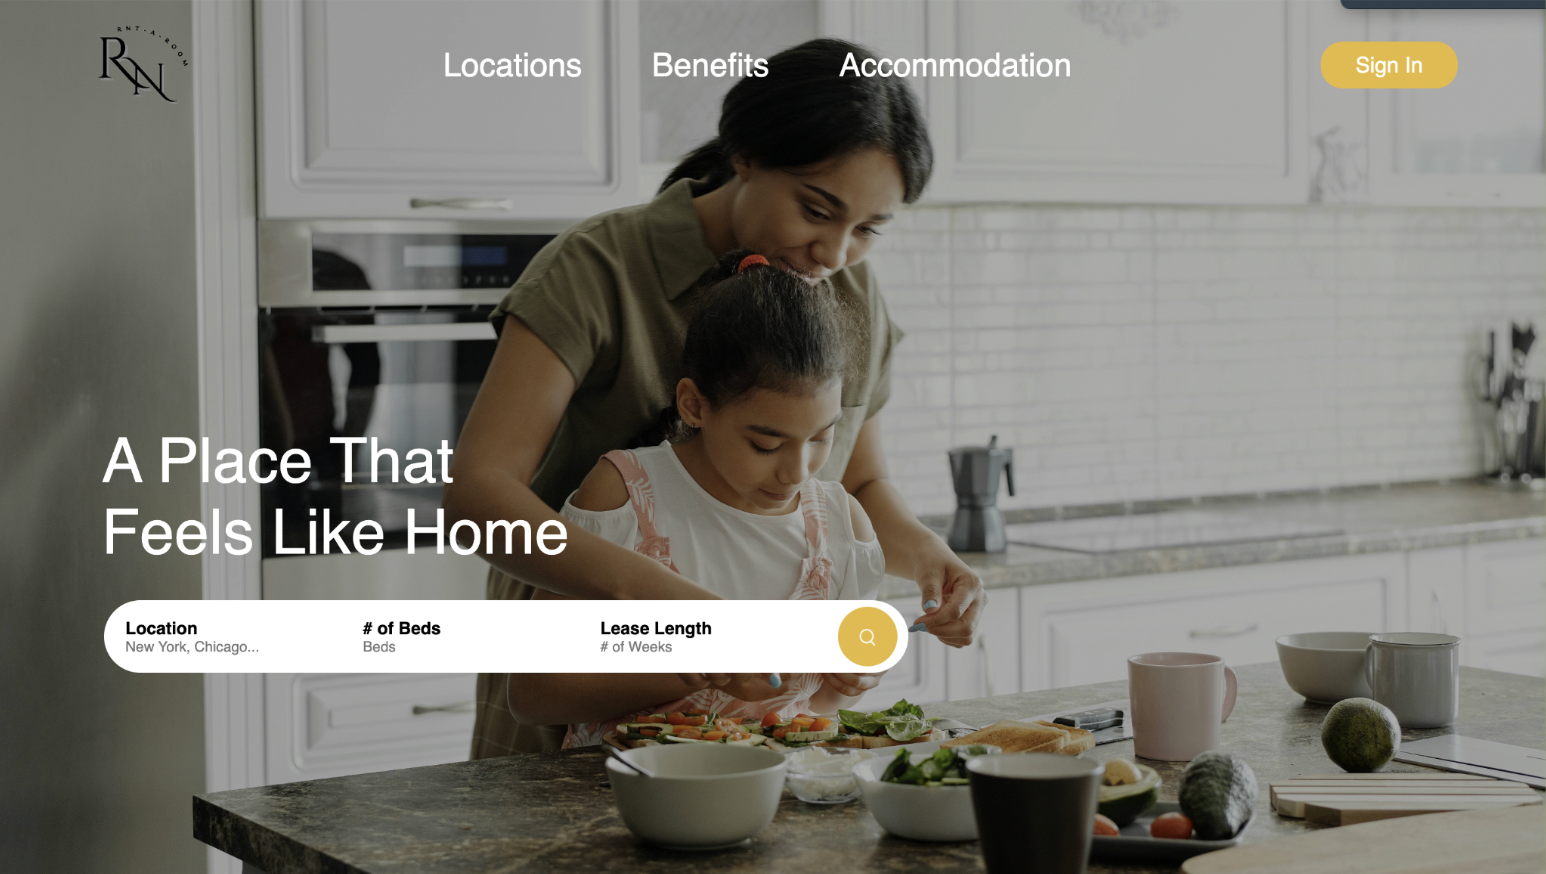 RNT-A-ROOM
RN
Locations Benefits Accommodation Sign In
A Place That
Feels Like Home
Location # of Beds Lease Length
New York, Chicago... Beds # of Weeks